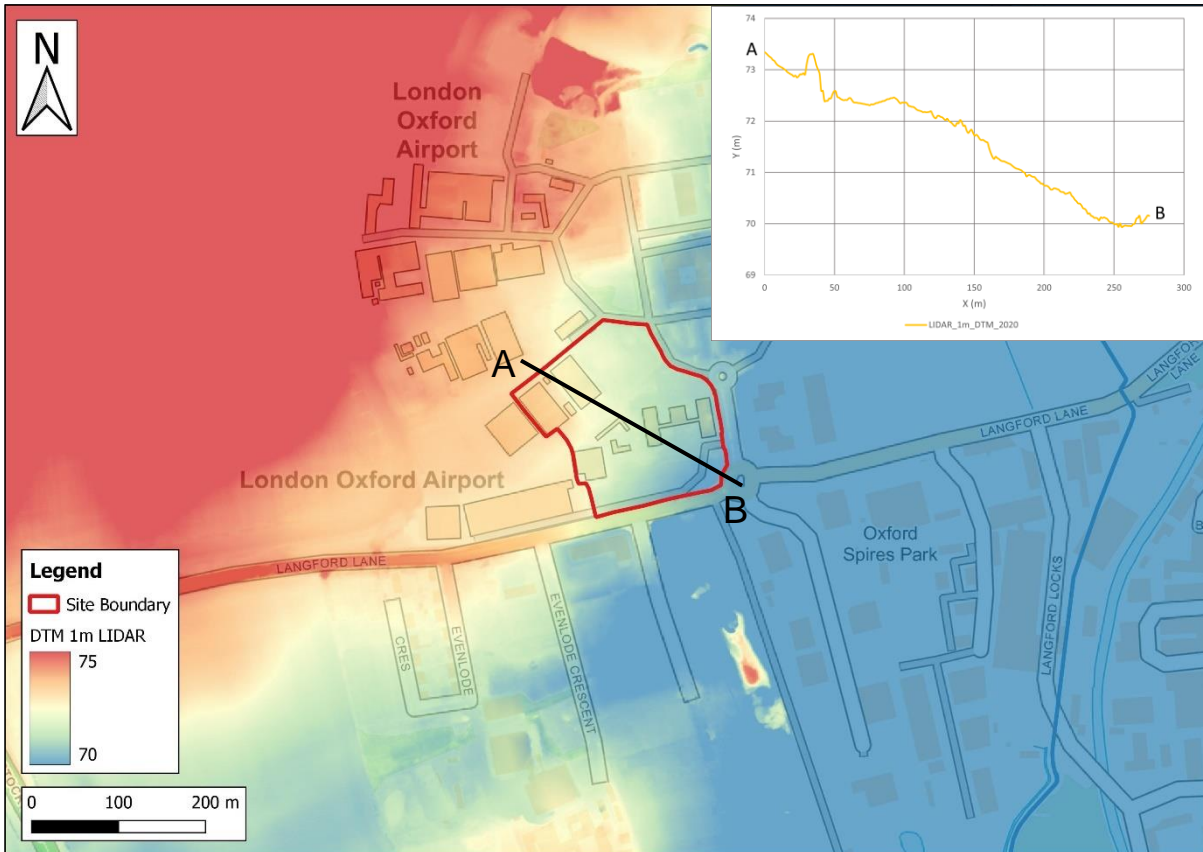 N
London
Oxford
Airport
A
B
London Oxford Airport
LANGFORD LANE
LANGFORD LANE
LANGFORD
LANE
Oxford
Spires Park
LANGFORD LOCKS
EVENLODE CRESCENT
EVENLODE
CRES
B
Legend
Site Boundary
DTM 1m LIDAR
75
70
0 100 200 m
74
73
72
71
70
69
Y (m)
A
B
0 50 100 150 200 250 300
X (m)
LIDAR_1m_DTM_2020